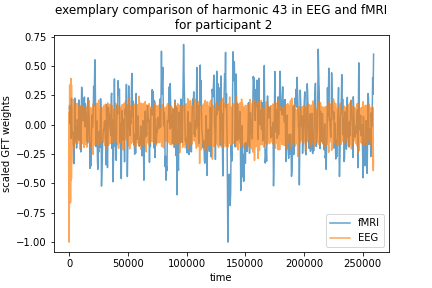 exemplary comparison of harmonic 43 in EEG and fMRI
for participant 2
scaled GFT weights
0.75
0.50
0.25
0.00
−0.25
−0.50
−0.75
−1.00
fMRI
EEG
0
50000
100000
150000
200000
250000
time